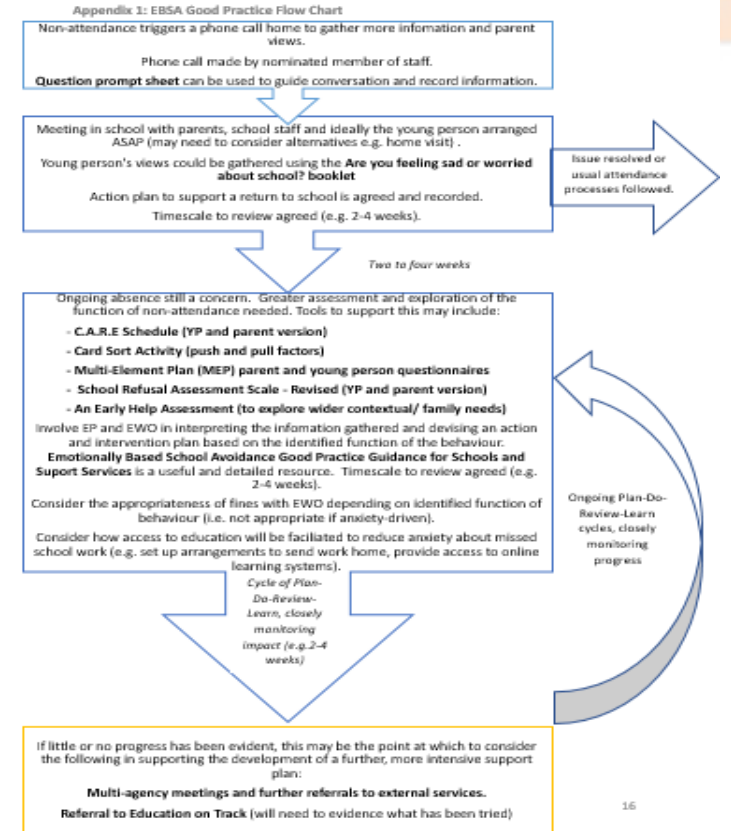 Appendix 1: EBSA Good Practice Flow Chart
Non-attendance triggers a phone call home to gather more infomation and parent
views.
Phone call made by nominated member of staff.
Question prompt sheet can be used to guide conversation and record information.
Meeting in school with parents, school staff and ideally the young person arranged
ASAP (may need to consider alternatives e.g. home visit) .
Young person's views could be gathered using the Are you feeling sad or worried
about school? booklet
Action plan to support a return to school is agreed and recorded.
Timescale to review agreed (e.g. 2-4 weeks).
Issue resolved or
usual attendance
processes followed.
Two to four weeks
Ongoing absence still a concern. Greater assessment and exploration of the
function of non-attendance needed. Tools to support this may include:
- C.A.R.E Schedule (YP and parent version)
- Card Sort Activity (push and pull factors)
- Multi-Element Plan (MEP) parent and young person questionnaires
- School Refusal Assessment Scale - Revised (YP and parent version)
- An Early Help Assessment (to explore wider contextual/ family needs)
Involve EP and EWO in interpreting the infomation gathered and devising an action
and intervention plan based on the identified function of the behaviour.
Emotionally Based School Avoidance Good Practice Guidance for Schools and
Suport Services is a useful and detailed resource. Timescale to review agreed (e.g.
2-4 weeks).
Consider the appropriateness of fines with EWO depending on identified function of
behaviour (i.e. not appropriate if anxiety-driven).
Consider how access to education will be faciliated to reduce anxiety about missed
school work (e.g. set up arrangements to send work home, provide access to online
learning systems).
Ongoing Plan-Do-
Review-Learn
cycles, closely
monitoring
progress
Cycle of Plan-
Do-Review-
Learn, closely
monitoring
impact (e.g.2-4
weeks)
If little or no progress has been evident, this may be the point at which to consider
the following in supporting the development of a further, more intensive support
plan:
Multi-agency meetings and further referrals to external services.
Referral to Education on Track (will need to evidence what has been tried)
16